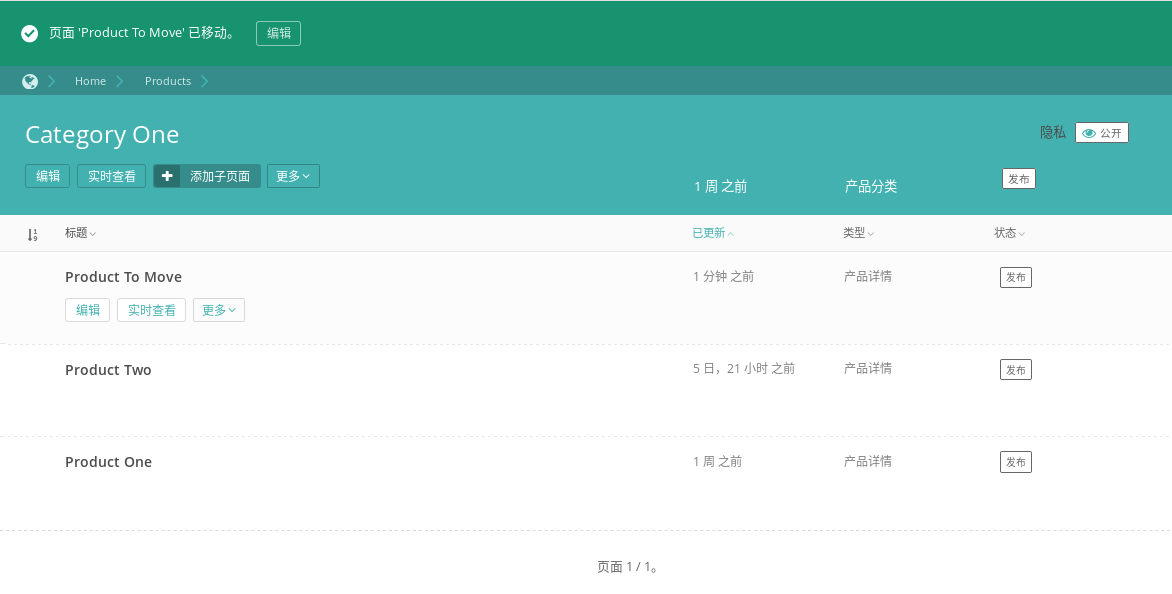 页面 'Product To Move' 已移动。 编辑
Home Products
Category One
隐私 公开
编辑 实时查看 添加子页面 更多
1 周 之前 产品分类 发布
标题 已更新 类型 状态
Product To Move 1 分钟 之前 产品详情 发布
编辑 实时查看 更多
Product Two 5 日，21 小时 之前 产品详情 发布
Product One 1 周 之前 产品详情 发布
页面 1 / 1。